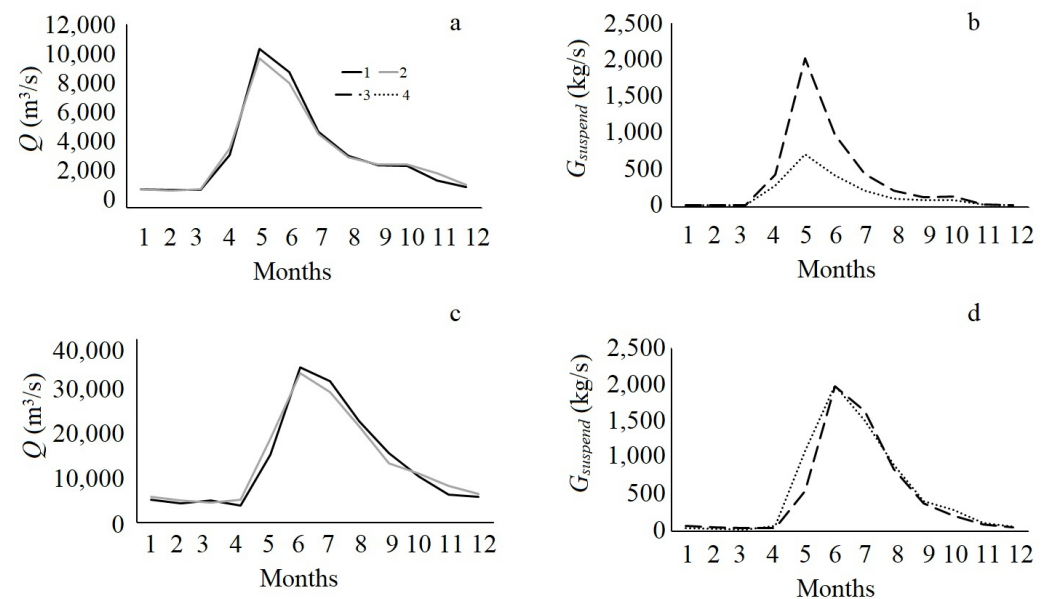 a
12,000
10,000
8,000
6,000
4,000
2,000
0
Q (m³/s)
1 2
3 4
1 2 3 4 5 6 7 8 9 10 11 12
Months
b
2,500
2,000
1,500
1,000
500
0
Gsuspend (kg/s)
1 2 3 4 5 6 7 8 9 10 11 12
Months
c
40,000
30,000
20,000
10,000
0
Q (m³/s)
1 2 3 4 5 6 7 8 9 10 11 12
Months
d
2,500
2,000
1,500
1,000
500
0
Gsuspend (kg/s)
1 2 3 4 5 6 7 8 9 10 11 12
Months